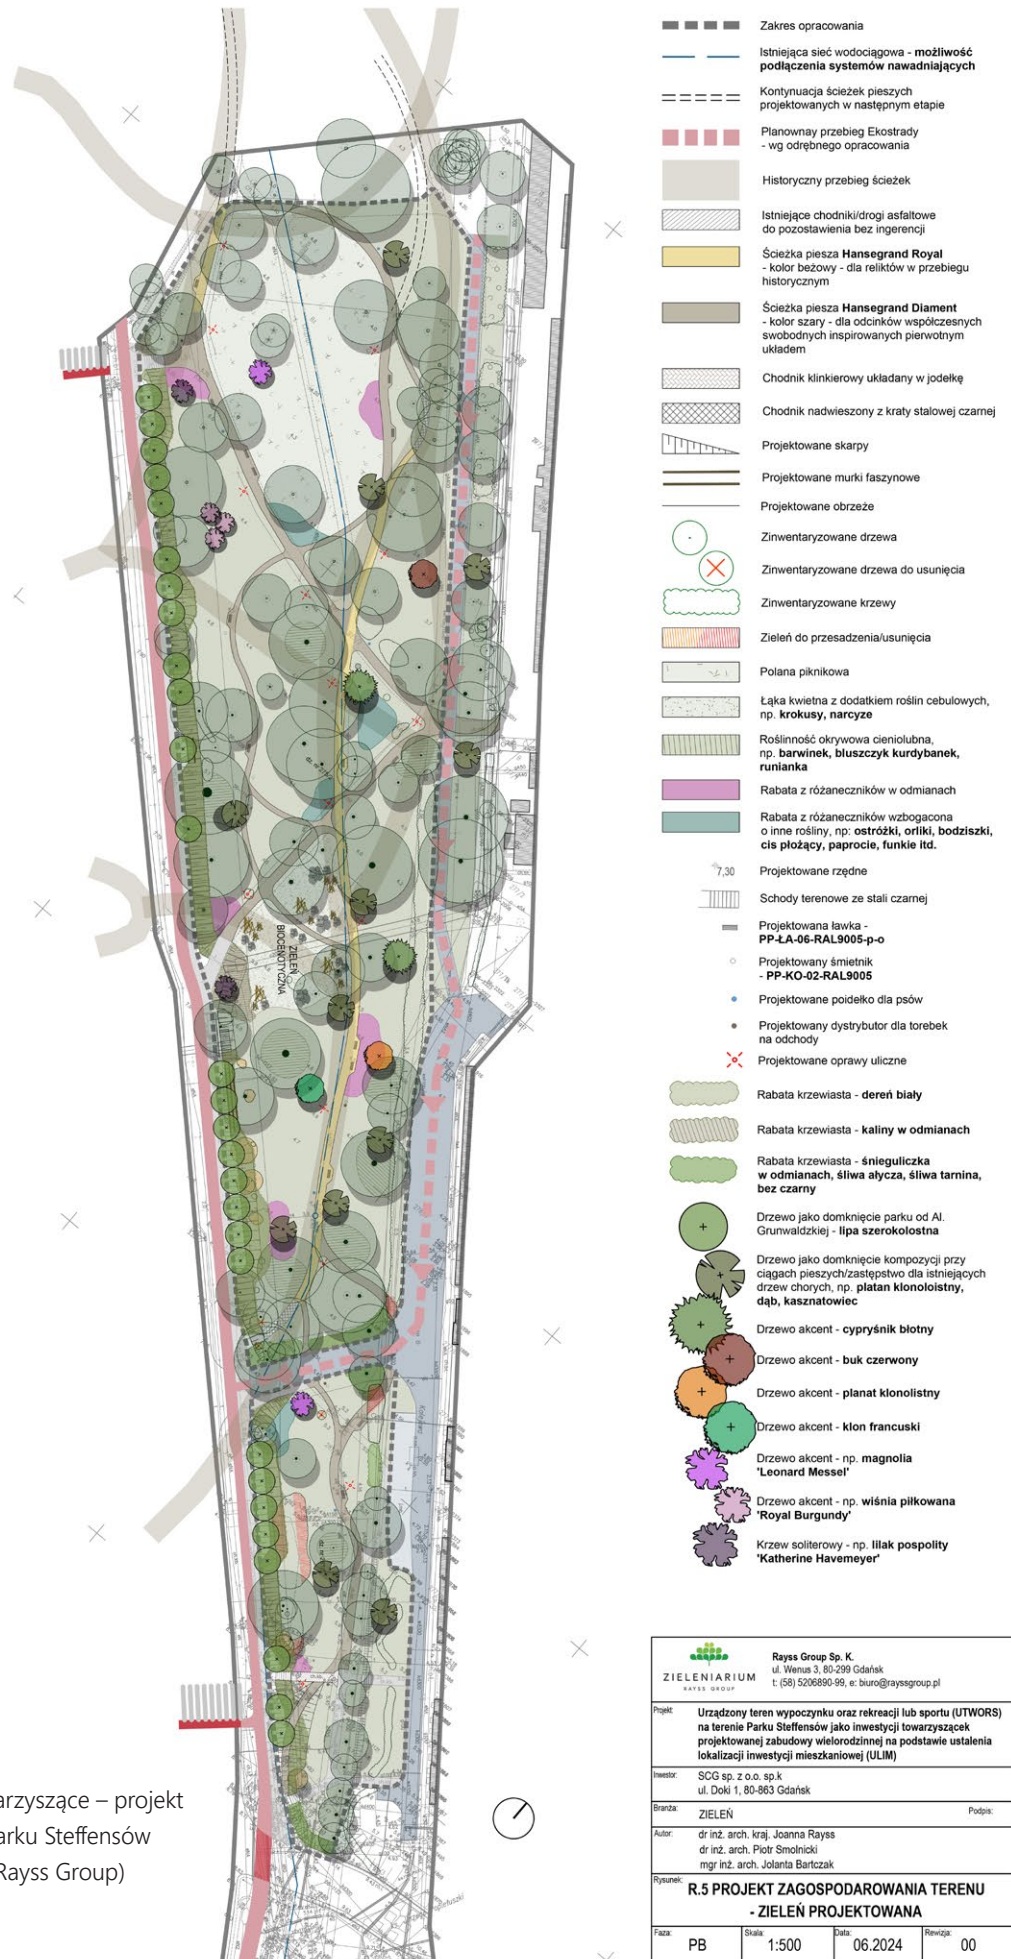 Zakres opracowania
Istniejąca sieć wodociągowa - możliwość
podłączenia systemów nawadniających
Kontynuacja ścieżek pieszych
projektowanych w następnym etapie
Planownay przebieg Ekostrady
- wg odrębnego opracowania
Historyczny przebieg ścieżek
Istniejące chodniki/drogi asfaltowe
do pozostawienia bez ingerencji
Ścieżka piesza Hansegrand Royal
- kolor beżowy - dla reliktów w przebiegu
historycznym
Ścieżka piesza Hansegrand Diament
- kolor szary - dla odcinków współczesnych
swobodnych inspirowanych pierwotnym
układem
Chodnik klinkierowy układany w jodełkę
Chodnik nadwieszony z kraty stalowej czarnej
Projektowane skarpy
Projektowane murki faszynowe
Projektowane obrzeże
Zinwentaryzowane drzewa
Zinwentaryzowane drzewa do usunięcia
Zinwentaryzowane krzewy
Zieleń do przesadzenia/usunięcia
Polana piknikowa
Łąka kwietna z dodatkiem roślin cebulowych,
np. krokusy, narcyze
Roślinność okrywowa cieniolubna,
np. barwinek, bluszczyk kurdybanek,
runianka
Rabata z różaneczników w odmianach
Rabata z różaneczników wzbogacona
o inne rośliny, np: ostróżki, orliki, bodziszki,
cis płożący, paprocie, funkie itd.
7,30 Projektowane rzędne
Schody terenowe ze stali czarnej
Projektowana ławka -
PP-ŁA-06-RAL9005-p-o
Projektowany śmietnik
- PP-KO-02-RAL9005
Projektowane poidełko dla psów
Projektowany dystrybutor dla torebek
na odchody
Projektowane oprawy uliczne
Rabata krzewiasta - dereń biały
Rabata krzewiasta - kaliny w odmianach
Rabata krzewiasta - śnieguliczka
w odmianach, śliwa ałycza, śliwa tarnina,
bez czarny
Drzewo jako domknięcie parku od Al.
Grunwaldzkiej - lipa szerokolostna
Drzewo jako domknięcie kompozycji przy
ciągach pieszych/zastępstwo dla istniejących
drzew chorych, np. platan klonoloistny,
dąb, kasznatowiec
Drzewo akcent - cypryśnik błotny
Drzewo akcent - buk czerwony
Drzewo akcent - planat klonolistny
Drzewo akcent - klon francuski
Drzewo akcent - np. magnolia
'Leonard Messel'
Drzewo akcent - np. wiśnia piłkowana
'Royal Burgundy'
Krzew soliterowy - np. lilak pospolity
'Katherine Havemeyer'
ZIELEŃ
BIOCENOTYCZNA
arzyszące – projekt
arku Steffensów
Rayss Group)
ZIELENIARIUM
RAYSS GROUP
Rayss Group Sp. K.
ul. Wenus 3, 80-299 Gdańsk
t: (58) 5206890-99, e: biuro@rayssgroup.pl
Projekt: Urządzony teren wypoczynku oraz rekreacji lub sportu (UTWORS)
na terenie Parku Steffensów jako inwestycji towarzyszącek
projektowanej zabudowy wielorodzinnej na podstawie ustalenia
lokalizacji inwestycji mieszkaniowej (ULIM)
Inwestor: SCG sp. z o.o. sp.k
ul. Doki 1, 80-863 Gdańsk
Branża: ZIELEŃ Podpis:
Autor: dr inż. arch. kraj. Joanna Rayss
dr inż. arch. Piotr Smolnicki
mgr inż. arch. Jolanta Bartczak
Rysunek: R.5 PROJEKT ZAGOSPODAROWANIA TERENU
- ZIELEŃ PROJEKTOWANA
Faza: PB Skala: 1:500 Data: 06.2024 Rewizja: 00